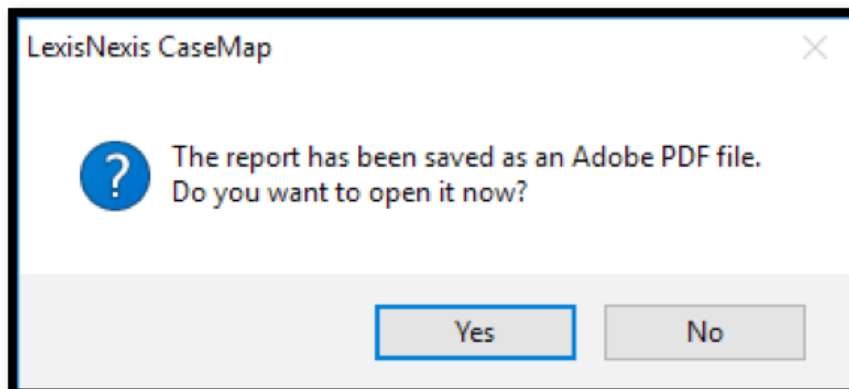 LexisNexis CaseMap
The report has been saved as an Adobe PDF file.
Do you want to open it now?
Yes
No